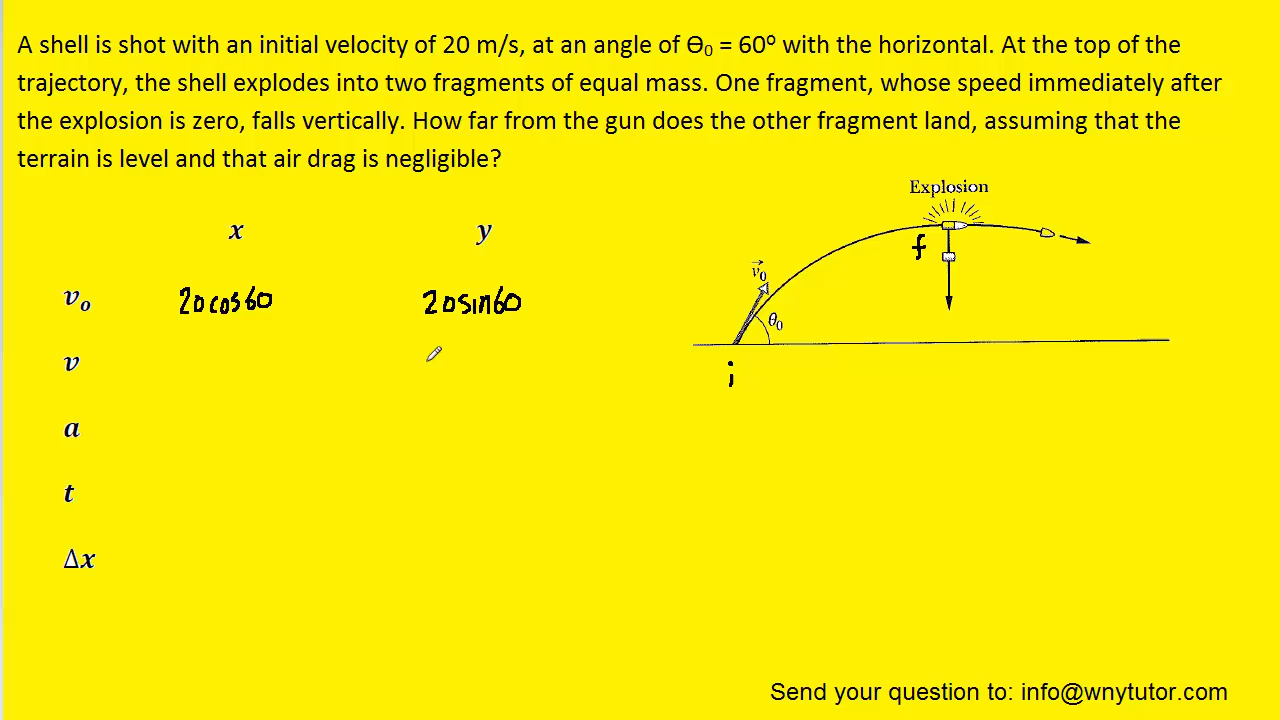 A shell is shot with an initial velocity of 20 m/s, at an angle of Ө₀ = 60º with the horizontal. At the top of the
trajectory, the shell explodes into two fragments of equal mass. One fragment, whose speed immediately after
the explosion is zero, falls vertically. How far from the gun does the other fragment land, assuming that the
terrain is level and that air drag is negligible?
Explosion
x y
f
v⃗₀
vₒ 20cos60 20sin60
θ₀
v
i
a
t
Δx
Send your question to: info@wnytutor.com